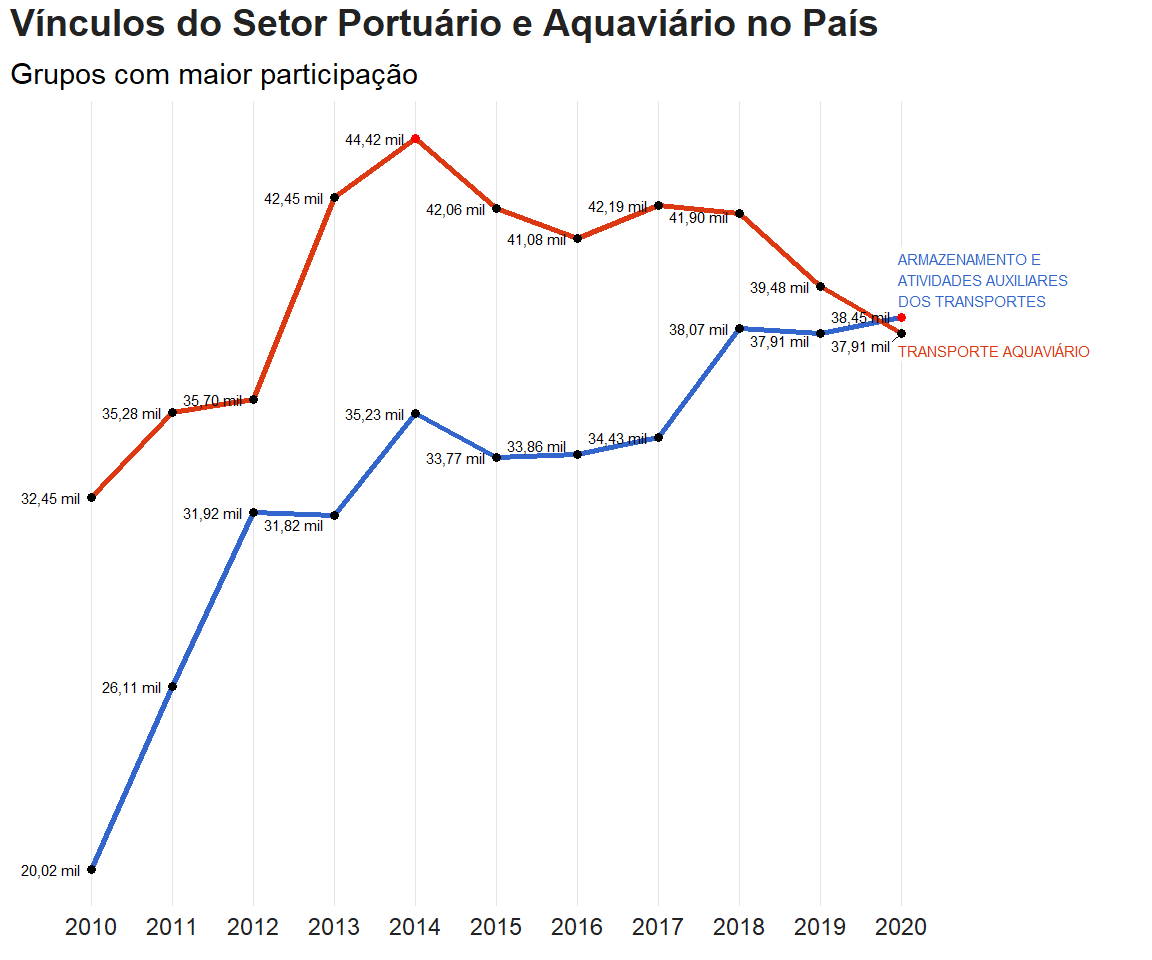 Vínculos do Setor Portuário e Aquaviário no País
Grupos com maior participação
44,42 mil
42,45 mil
42,06 mil
42,19 mil
41,90 mil
41,08 mil
ARMAZENAMENTO E
ATIVIDADES AUXILIARES
DOS TRANSPORTES
39,48 mil
38,45 mil
38,07 mil
37,91 mil
37,91 mil
TRANSPORTE AQUAVIÁRIO
35,28 mil
35,70 mil
35,23 mil
34,43 mil
33,86 mil
33,77 mil
32,45 mil
31,92 mil
31,82 mil
26,11 mil
20,02 mil
2010 2011 2012 2013 2014 2015 2016 2017 2018 2019 2020